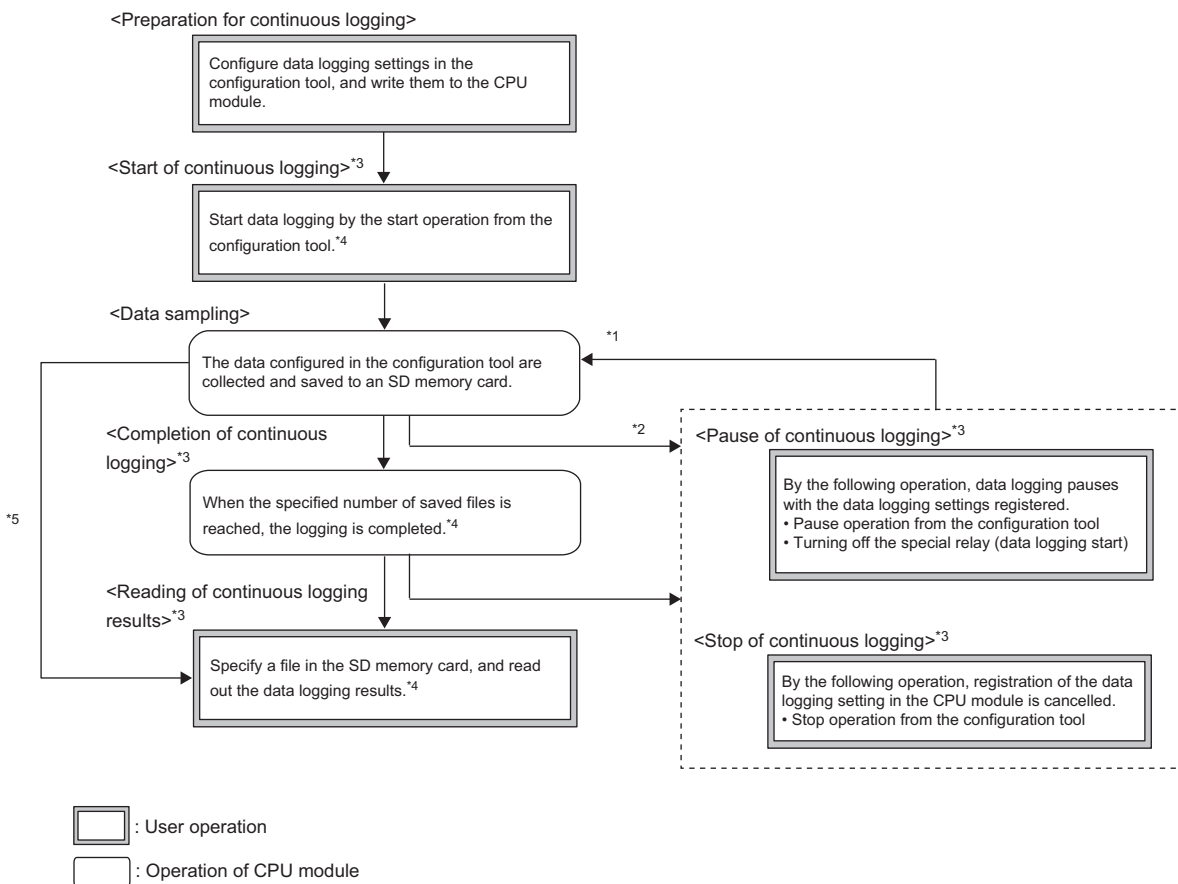 <Preparation for continuous logging>
Configure data logging settings in the
configuration tool, and write them to the CPU
module.
<Start of continuous logging>*3
Start data logging by the start operation from the
configuration tool.*4
<Data sampling>
*1
The data configured in the configuration tool are
collected and saved to an SD memory card.
*2
<Completion of continuous
logging>*3
When the specified number of saved files is
reached, the logging is completed.*4
*5
<Reading of continuous logging
results>*3
Specify a file in the SD memory card, and read
out the data logging results.*4
<Pause of continuous logging>*3
By the following operation, data logging pauses
with the data logging settings registered.
• Pause operation from the configuration tool
• Turning off the special relay (data logging start)
<Stop of continuous logging>*3
By the following operation, registration of the data
logging setting in the CPU module is cancelled.
• Stop operation from the configuration tool
: User operation
: Operation of CPU module